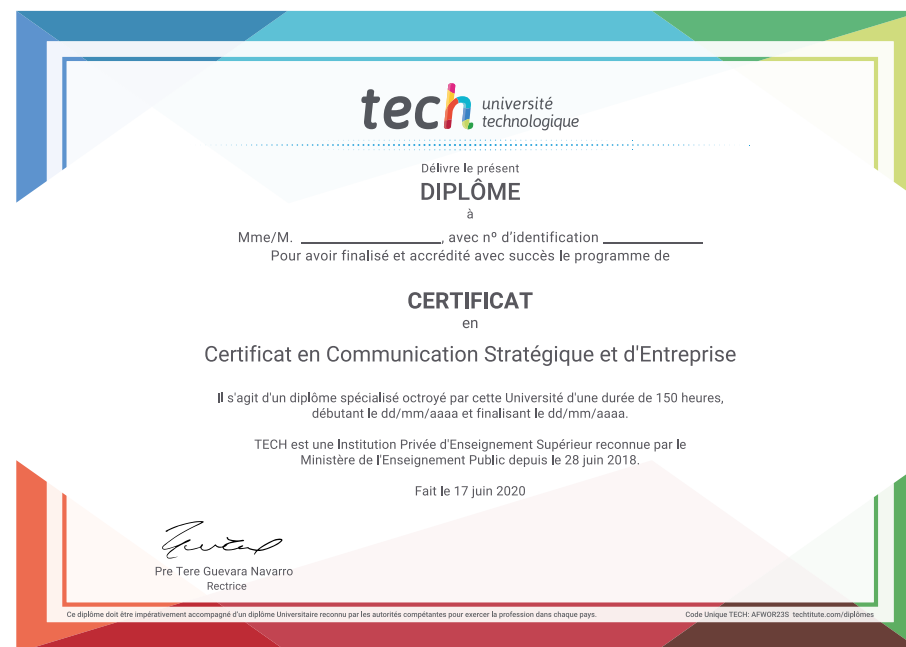 tech université
technologique
Délivre le présent
DIPLÔME
à
Mme/M. ____________________, avec nº d'identification ______________
Pour avoir finalisé et accrédité avec succès le programme de
CERTIFICAT
en
Certificat en Communication Stratégique et d'Entreprise
Il s'agit d'un diplôme spécialisé octroyé par cette Université d'une durée de 150 heures,
débutant le dd/mm/aaaa et finalisant le dd/mm/aaaa.
TECH est une Institution Privée d'Enseignement Supérieur reconnue par le
Ministère de l'Enseignement Public depuis le 28 juin 2018.
Fait le 17 juin 2020
Pre Tere Guevara Navarro
Rectrice
Ce diplôme doit être impérativement accompagné d'un diplôme Universitaire reconnu par les autorités compétantes pour exercer la profession dans chaque pays.
Code Unique TECH: AFWOR23S techtitute.com/diplômes